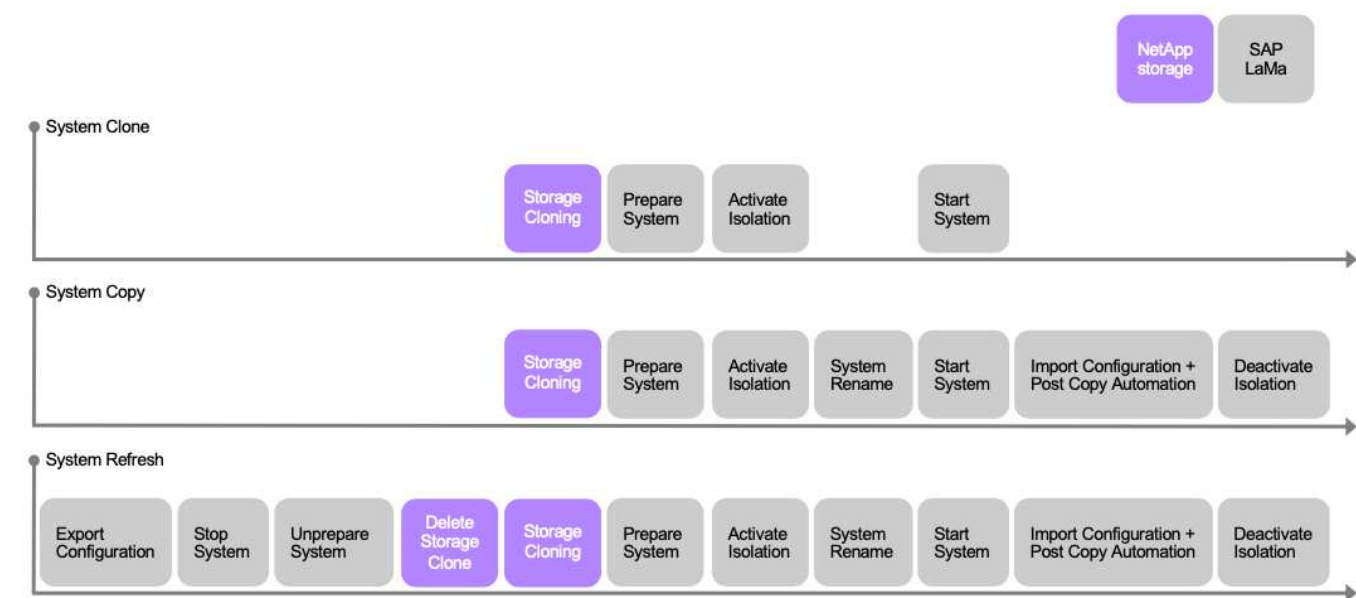 NetApp
storage
SAP
LaMa
System Clone
Storage
Cloning
Prepare
System
Activate
Isolation
Start
System
System Copy
Storage
Cloning
Prepare
System
Activate
Isolation
System
Rename
Start
System
Import Configuration +
Post Copy Automation
Deactivate
Isolation
System Refresh
Export
Configuration
Stop
System
Unprepare
System
Delete
Storage
Clone
Storage
Cloning
Prepare
System
Activate
Isolation
System
Rename
Start
System
Import Configuration +
Post Copy Automation
Deactivate
Isolation